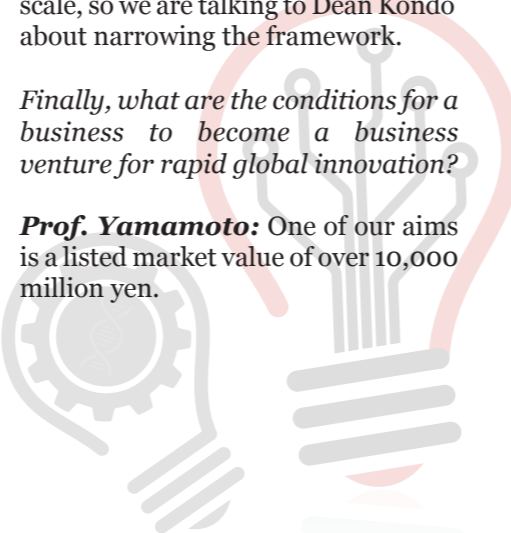 scale, so we are talking to Dean Kondo
about narrowing the framework.
Finally, what are the conditions for a
business to become a business
venture for rapid global innovation?
Prof. Yamamoto: One of our aims
is a listed market value of over 10,000
million yen.